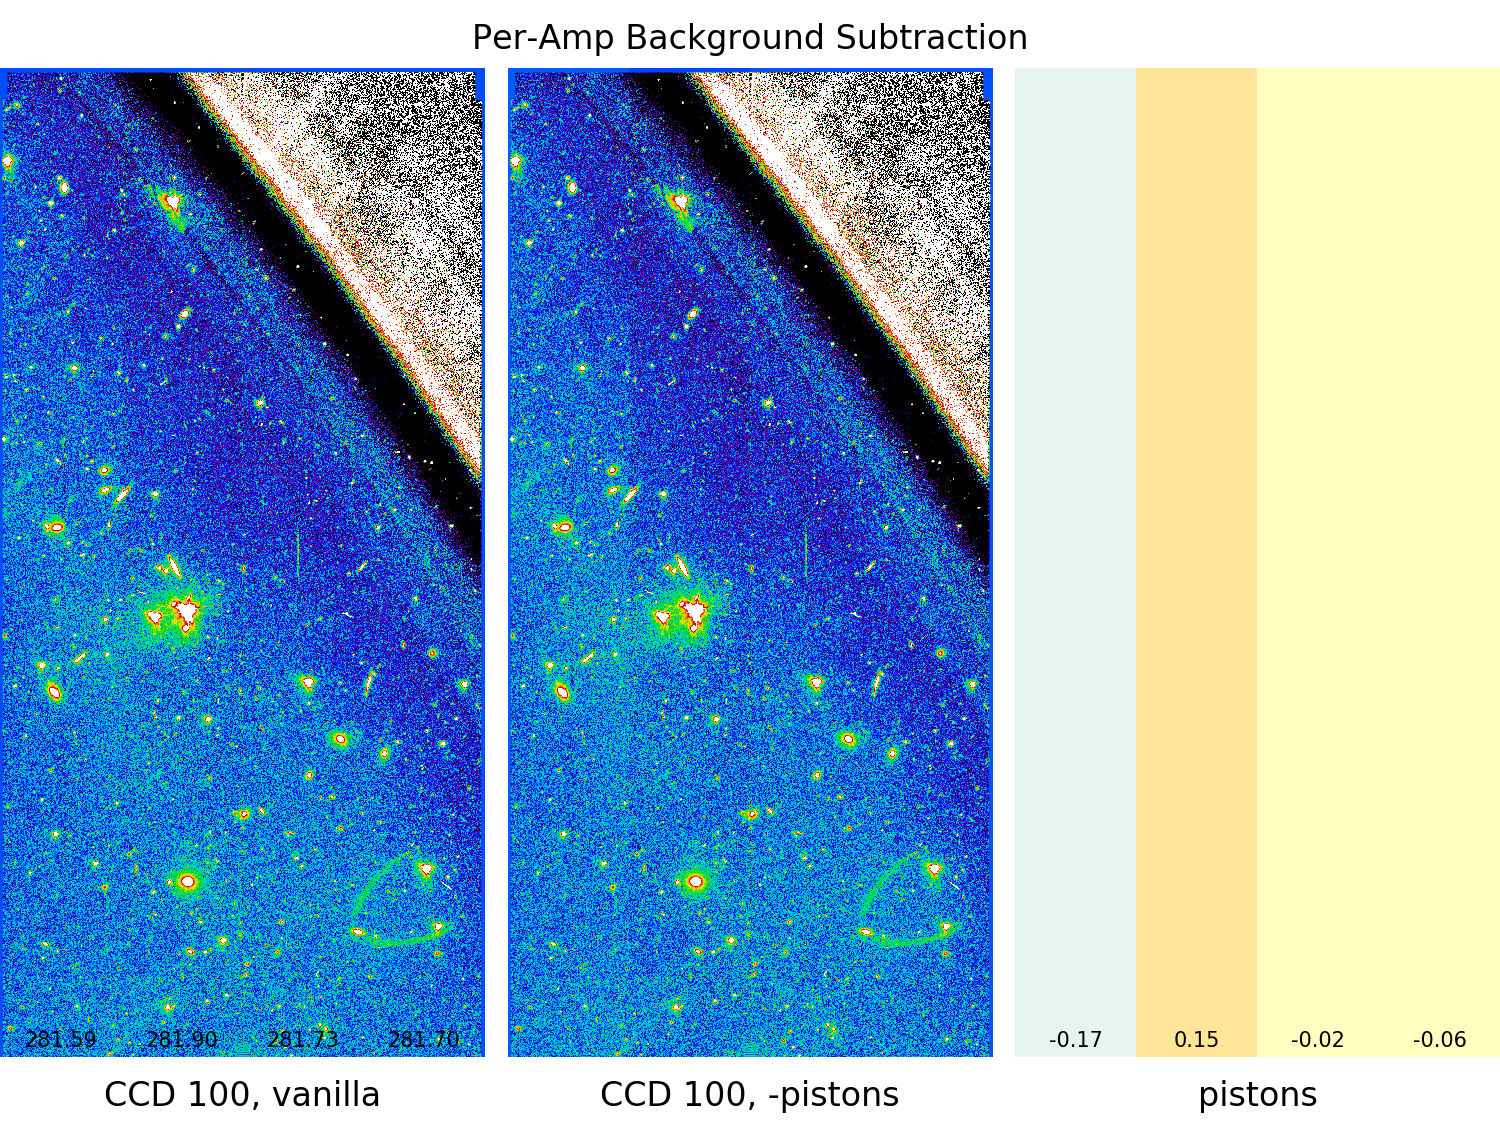 Per-Amp Background Subtraction
281.59 281.90 281.73 281.70
-0.17 0.15 -0.02 -0.06
CCD 100, vanilla
CCD 100, -pistons
pistons